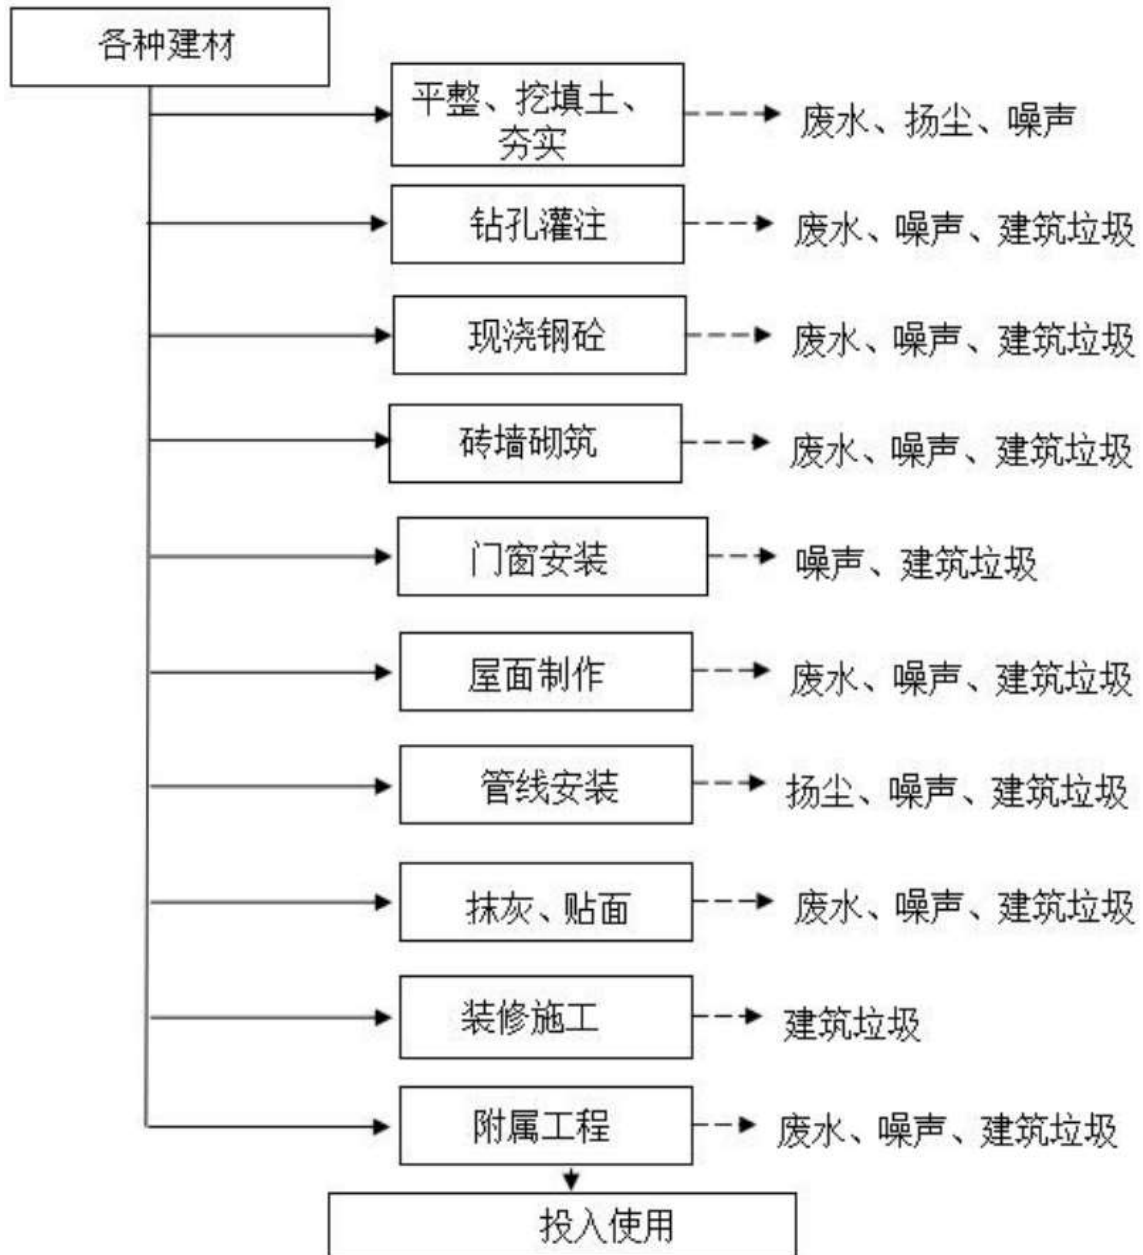 各种建材
平整、挖填土、
夯实
废水、扬尘、噪声
钻孔灌注
废水、噪声、建筑垃圾
现浇钢砼
废水、噪声、建筑垃圾
砖墙砌筑
废水、噪声、建筑垃圾
门窗安装
噪声、建筑垃圾
屋面制作
废水、噪声、建筑垃圾
管线安装
扬尘、噪声、建筑垃圾
抹灰、贴面
废水、噪声、建筑垃圾
装修施工
建筑垃圾
附属工程
废水、噪声、建筑垃圾
投入使用